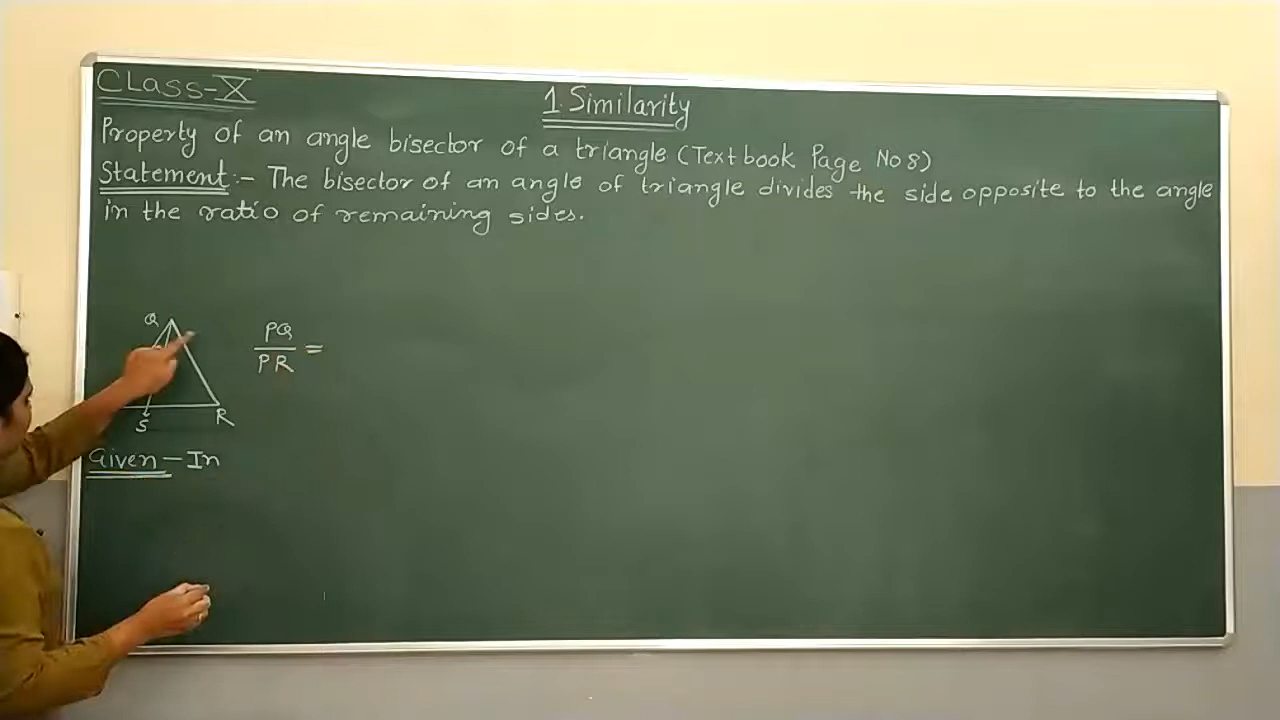 CLASS-X
1. Similarity
Property of an angle bisector of a triangle (Textbook Page No 8)
Statement :- The bisector of an angle of triangle divides the side opposite to the angle
in the ratio of remaining sides.
Q
PQ
PR =
R
S
Given - In